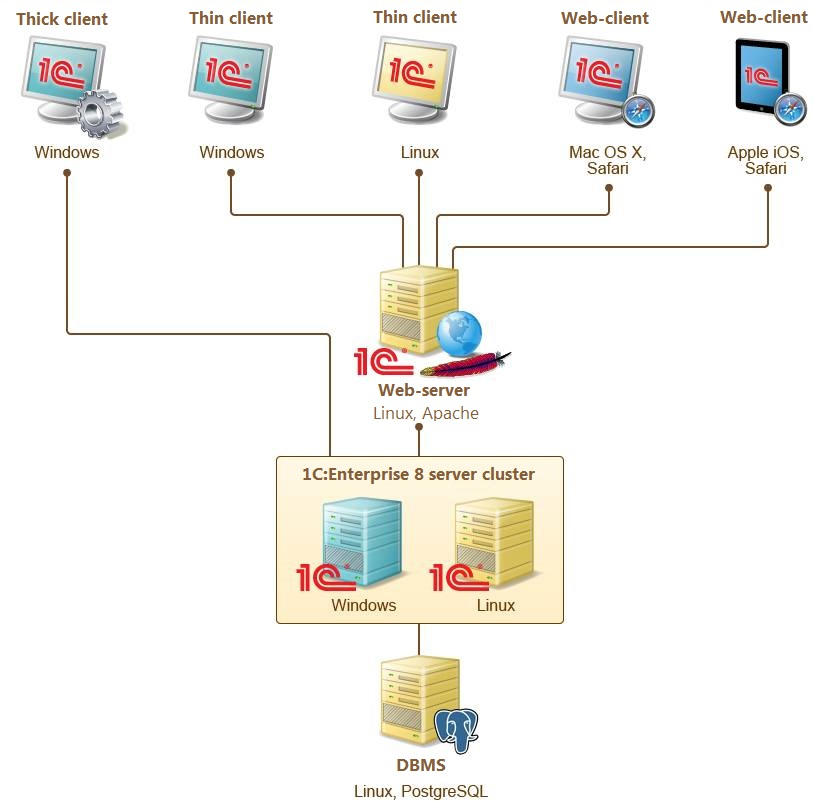 Thick client
Thin client
Thin client
Web-client
Web-client
1C
1C
1C
1C
1C
Windows
Windows
Linux
Mac OS X,
Safari
Apple iOS,
Safari
1C
Web-server
Linux, Apache
1C:Enterprise 8 server cluster
1C
1C
Windows
Linux
DBMS
Linux, PostgreSQL